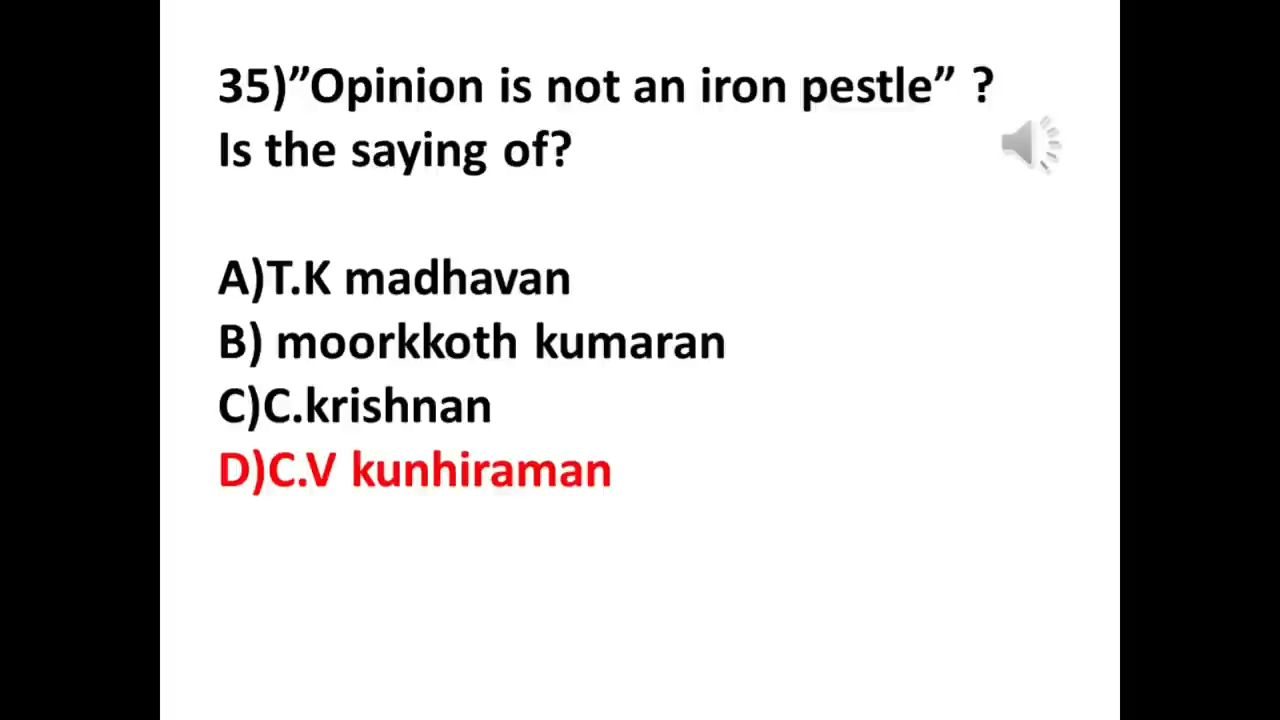 35)”Opinion is not an iron pestle” ?
Is the saying of?
A)T.K madhavan
B) moorkkoth kumaran
C)C.krishnan
D)C.V kunhiraman